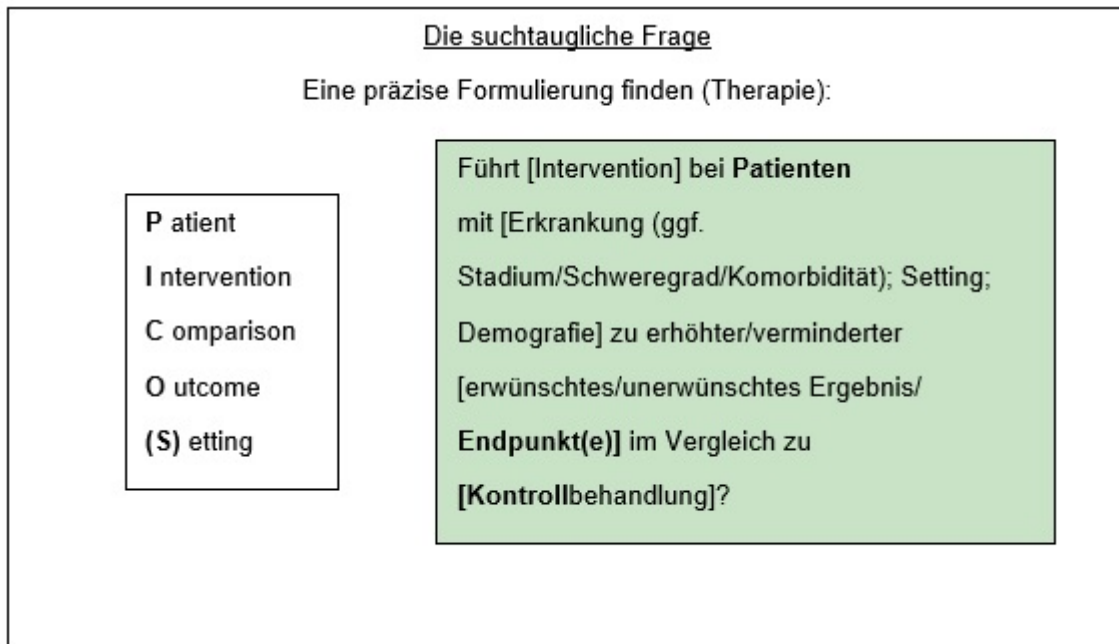 Die suchtaugliche Frage
Eine präzise Formulierung finden (Therapie):
P atient
I ntervention
C omparison
O utcome
(S) etting
Führt [Intervention] bei Patienten
mit [Erkrankung (ggf.
Stadium/Schweregrad/Komorbidität); Setting;
Demografie] zu erhöhter/verminderter
[erwünschtes/unerwünschtes Ergebnis/
Endpunkt(e)] im Vergleich zu
[Kontrollbehandlung]?